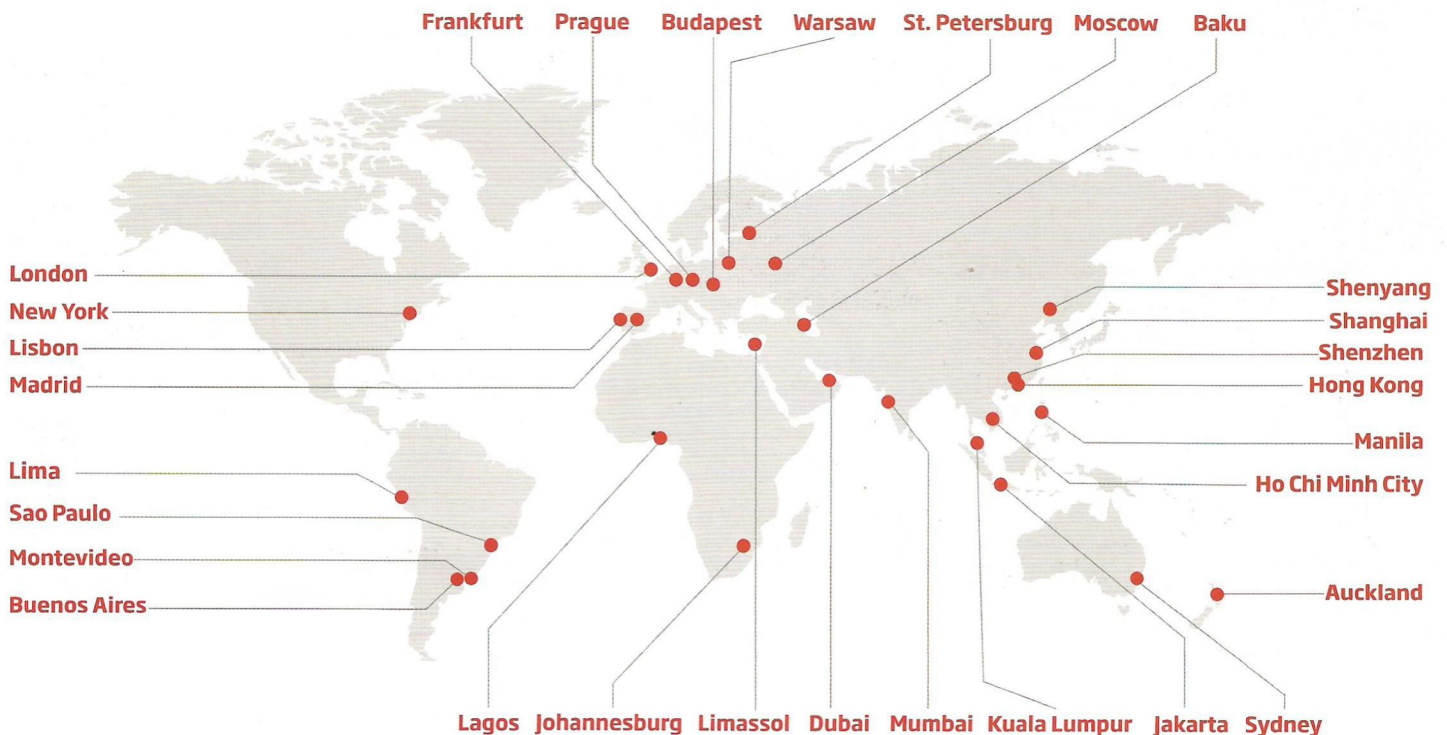 Frankfurt
Prague
Budapest
Warsaw
St. Petersburg
Moscow
Baku
London
New York
Lisbon
Madrid
Lima
Sao Paulo
Montevideo
Buenos Aires
Shenyang
Shanghai
Shenzhen
Hong Kong
Manila
Ho Chi Minh City
Auckland
Lagos
Johannesburg
Limassol
Dubai
Mumbai
Kuala Lumpur
Jakarta
Sydney